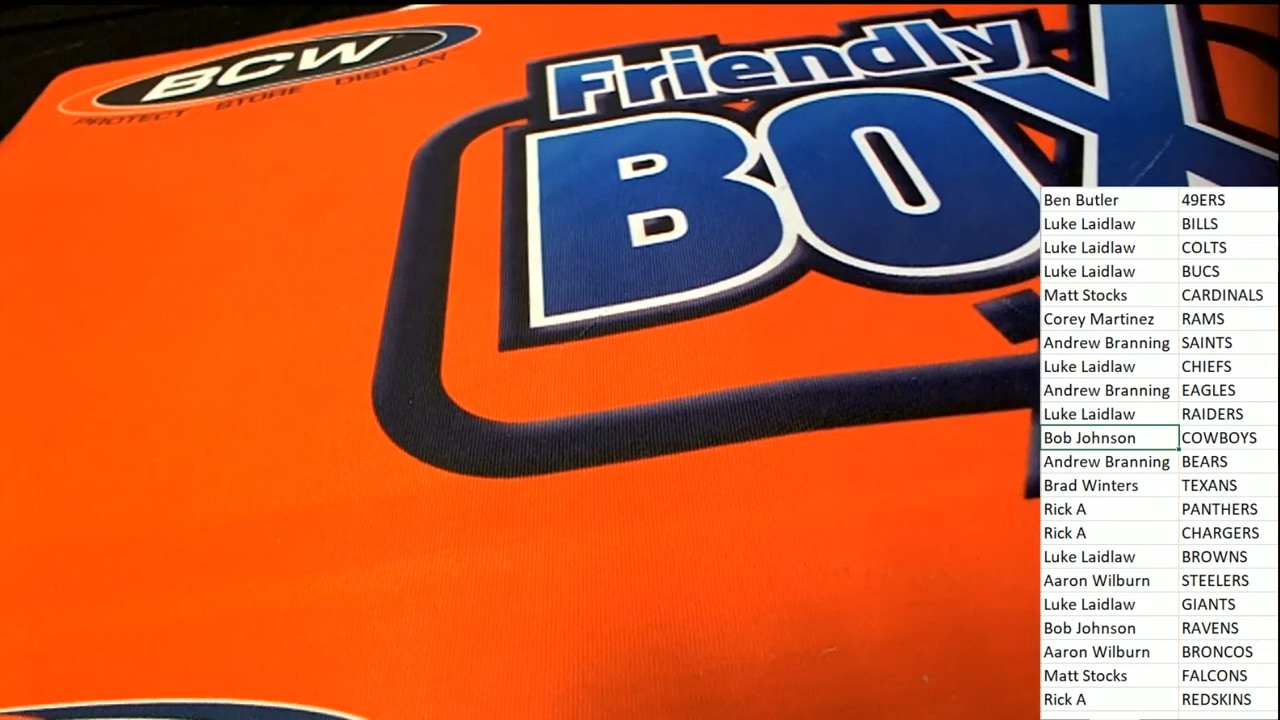 BCW
PROTECT STORE DISPLAY
Friendly
BOX
Ben Butler 49ERS
Luke Laidlaw BILLS
Luke Laidlaw COLTS
Luke Laidlaw BUCS
Matt Stocks CARDINALS
Corey Martinez RAMS
Andrew Branning SAINTS
Luke Laidlaw CHIEFS
Andrew Branning EAGLES
Luke Laidlaw RAIDERS
Bob Johnson COWBOYS
Andrew Branning BEARS
Brad Winters TEXANS
Rick A PANTHERS
Rick A CHARGERS
Luke Laidlaw BROWNS
Aaron Wilburn STEELERS
Luke Laidlaw GIANTS
Bob Johnson RAVENS
Aaron Wilburn BRONCOS
Matt Stocks FALCONS
Rick A REDSKINS